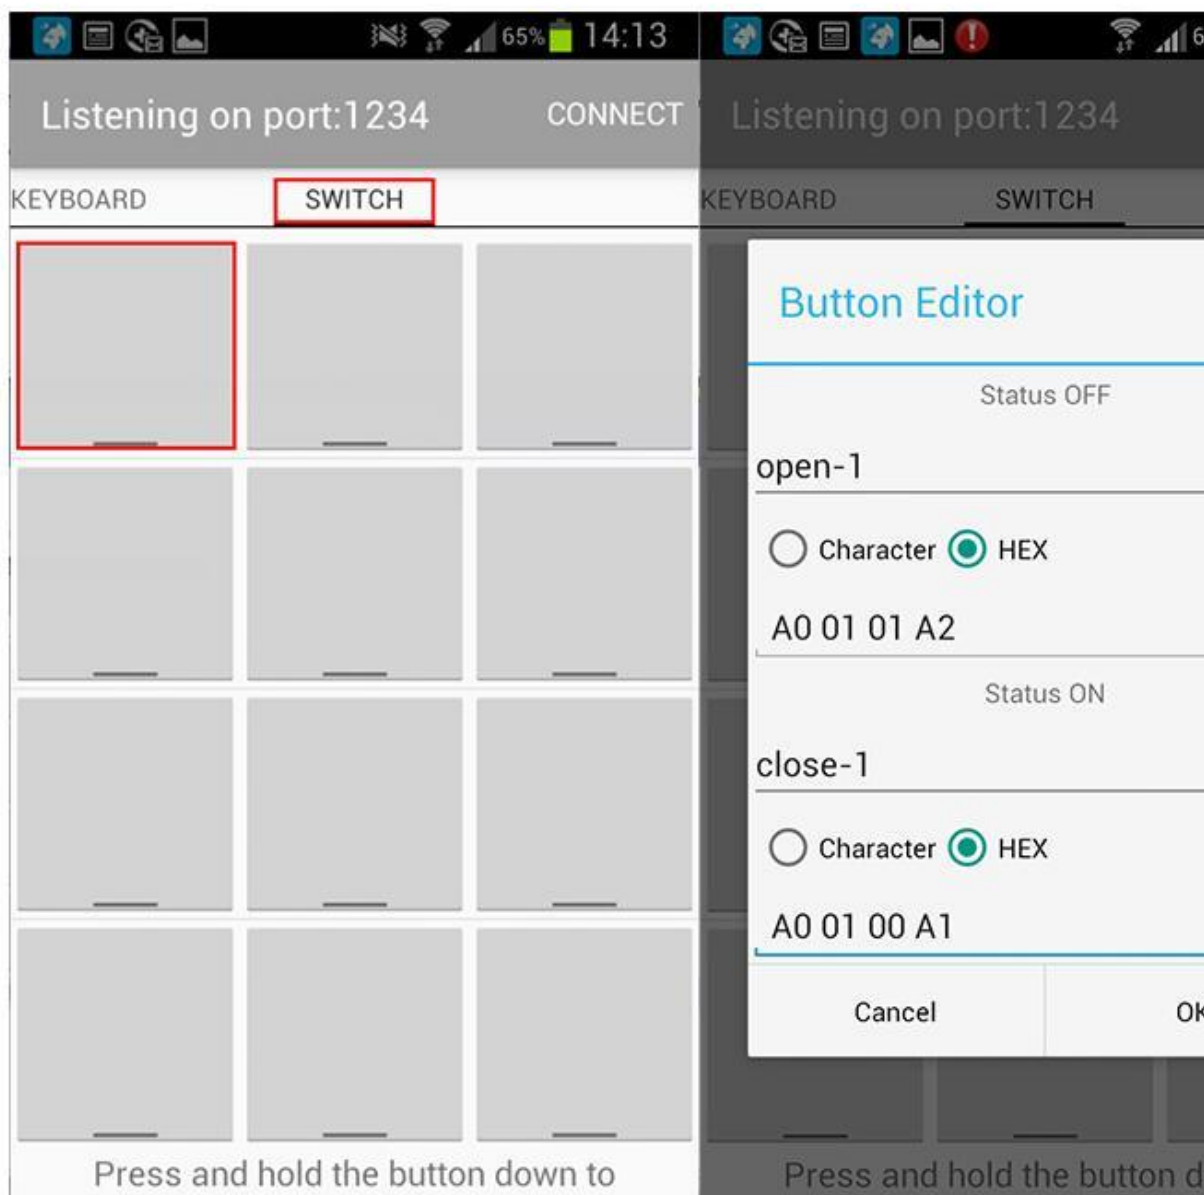 65% 14:13
Listening on port:1234 CONNECT
KEYBOARD SWITCH
Press and hold the button down to
6
Listening on port:1234
KEYBOARD SWITCH
Button Editor
Status OFF
open-1
Character HEX
A0 01 01 A2
Status ON
close-1
Character HEX
A0 01 00 A1
Cancel OK
Press and hold the button d